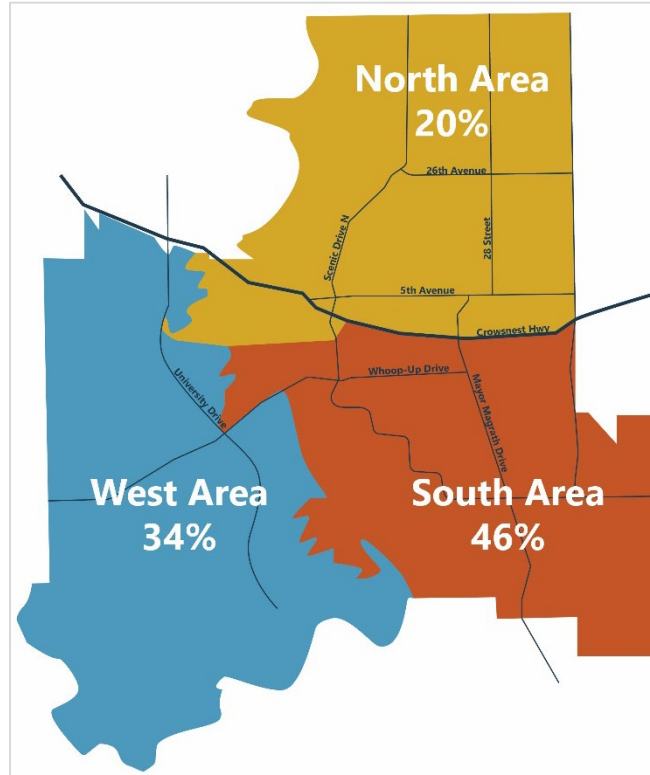 North Area
20%
26th Avenue
Scenic Drive N
28 Street
5th Avenue
Crowsnest Hwy
Whoop-Up Drive
University Drive
Mayor Magrath Drive
West Area
34%
South Area
46%